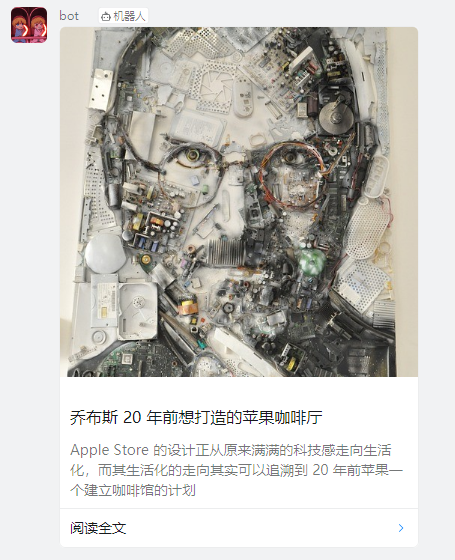 bot 机器人
乔布斯 20 年前想打造的苹果咖啡厅
Apple Store 的设计正从原来满满的科技感走向生活
化，而其生活化的走向其实可以追溯到 20 年前苹果一
个建立咖啡馆的计划
阅读全文